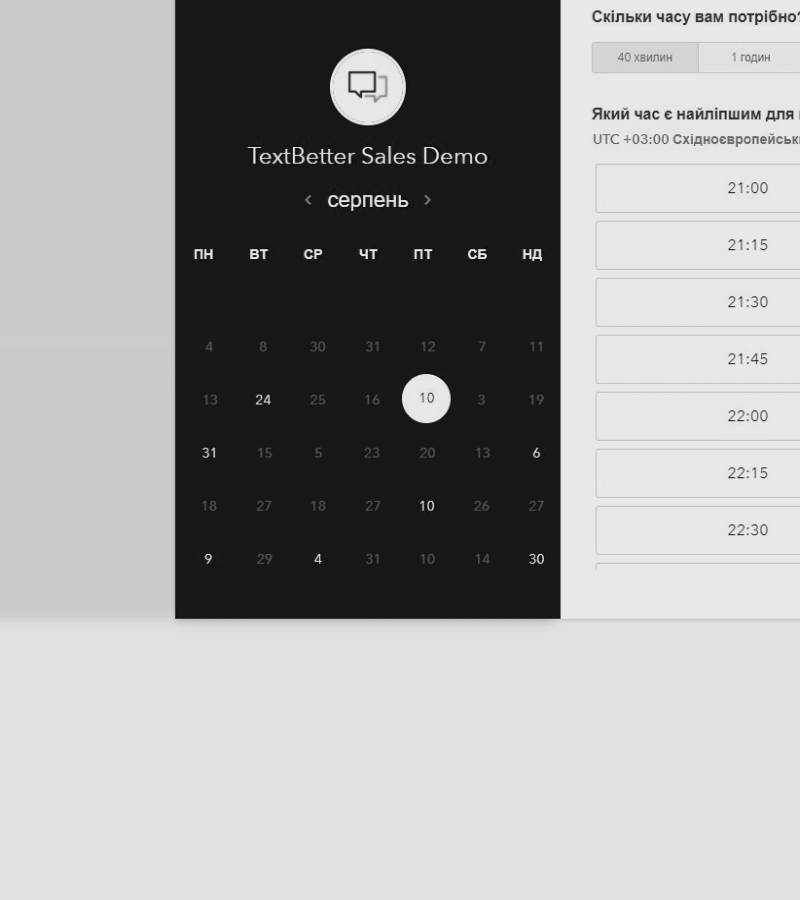 TextBetter Sales Demo
‹ серпень ›
ПН ВТ СР ЧТ ПТ СБ НД
4 8 30 31 12 7 11
13 24 25 16 10 3 19
31 15 5 23 20 13 6
18 27 18 27 10 26 27
9 29 4 31 10 14 30
Скільки часу вам потрібно?
40 хвилин 1 годин
Який час є найліпшим для
UTC +03:00 Східноєвропейськ
21:00
21:15
21:30
21:45
22:00
22:15
22:30